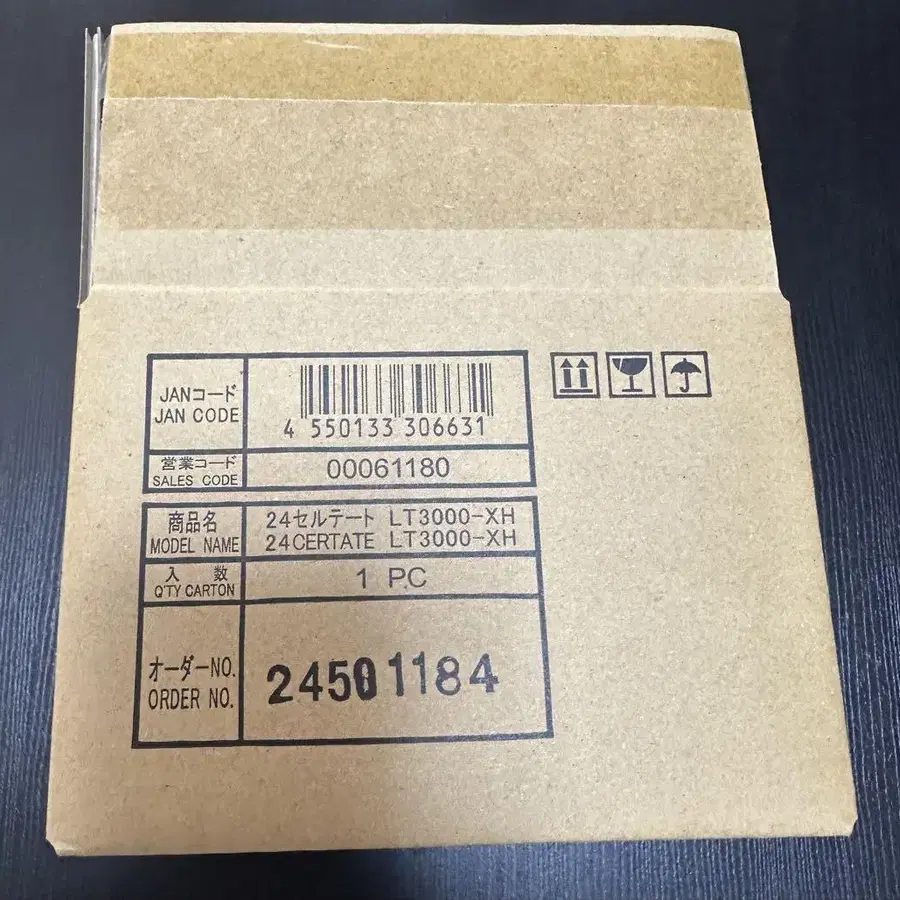 JANコード
JAN CODE
4 550133 306631
営業コード
SALES CODE
00061180
商品名
MODEL NAME
24セルテート LT3000-XH
24CERTATE LT3000-XH
入 数
Q'TY CARTON
1 PC
オーダーNO.
ORDER NO.
24501184